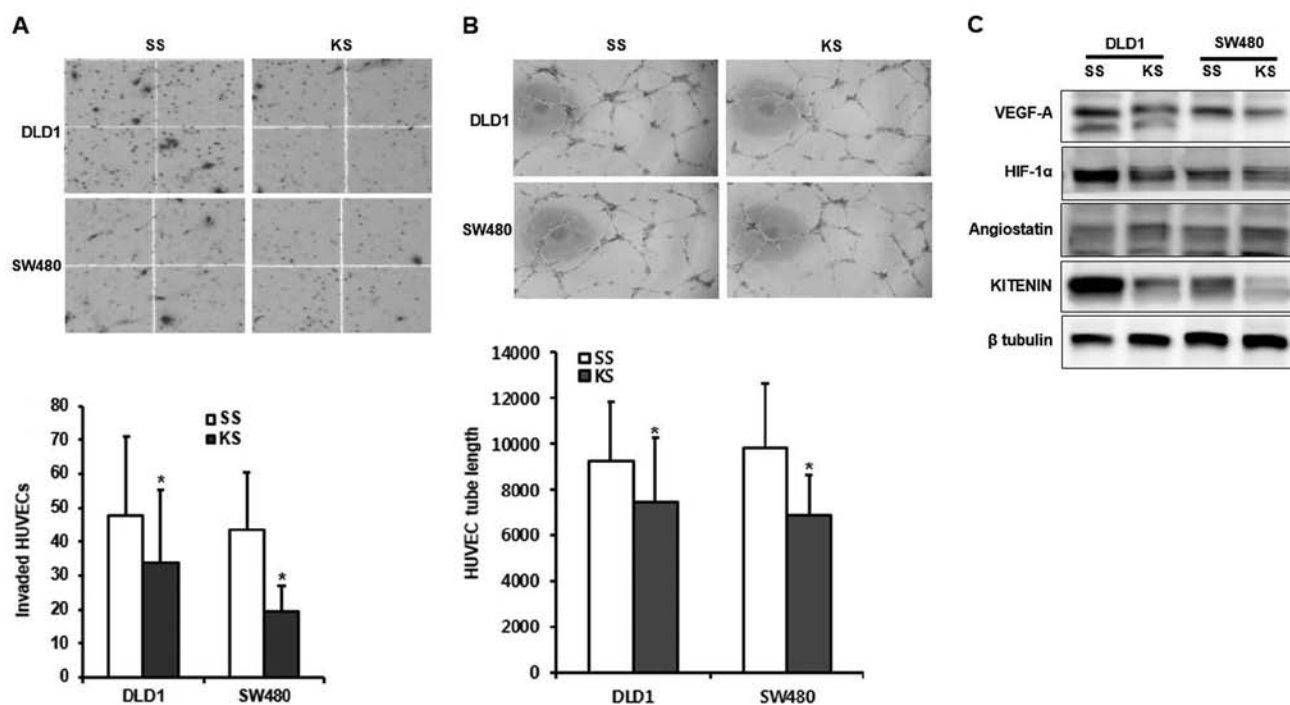 A
SS KS
DLD1
SW480
80
70
60
50
40
30
20
10
0
Invaded HUVECs
SS
KS
*
*
DLD1 SW480
B
SS KS
DLD1
SW480
14000
12000
10000
8000
6000
4000
2000
0
HUVEC tube length
SS
KS
*
*
DLD1 SW480
C
DLD1 SW480
SS KS SS KS
VEGF-A
HIF-1α
Angiostatin
KITENIN
β tubulin